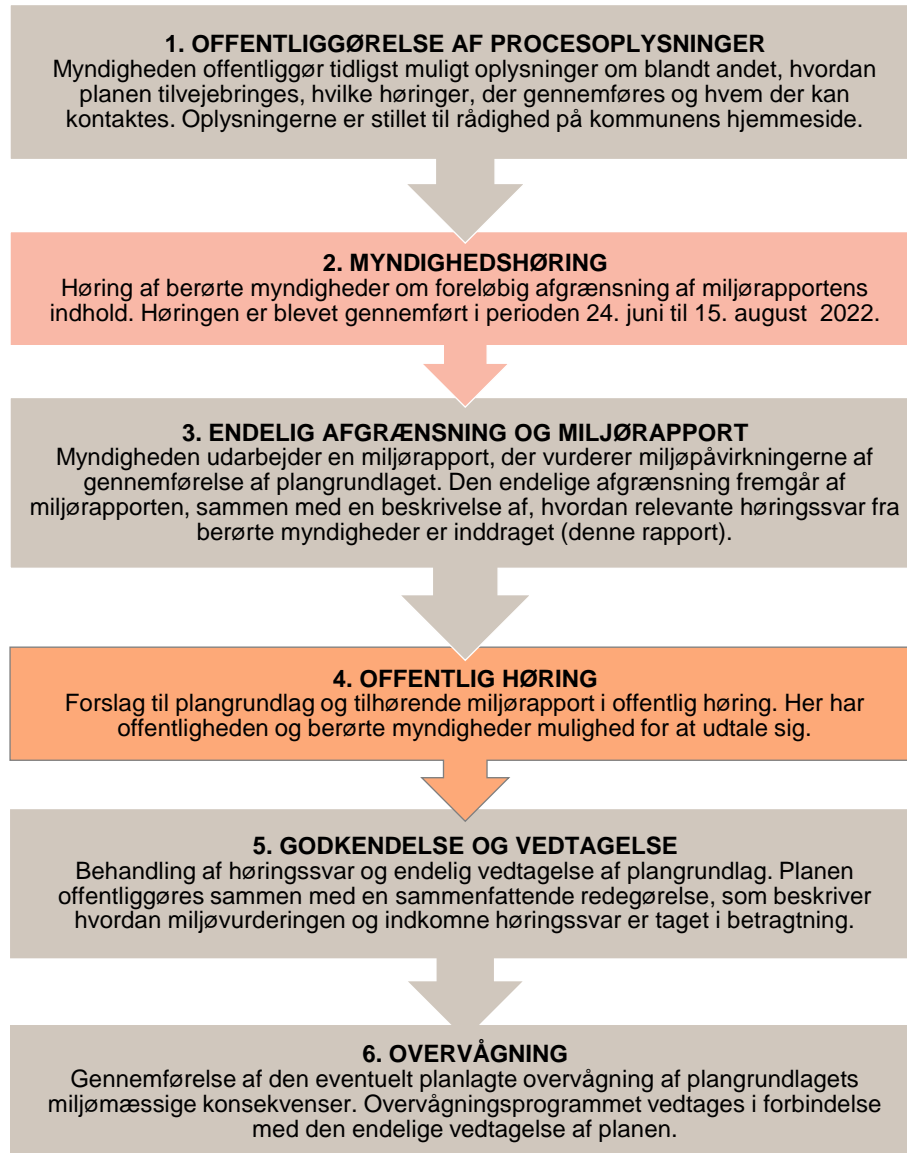 1. OFFENTLIGGØRELSE AF PROCESOPLYSNINGER
Myndigheden offentliggør tidligst muligt oplysninger om blandt andet, hvordan
planen tilvejebringes, hvilke høringer, der gennemføres og hvem der kan
kontaktes. Oplysningerne er stillet til rådighed på kommunens hjemmeside.
2. MYNDIGHEDSHØRING
Høring af berørte myndigheder om foreløbig afgrænsning af miljørapportens
indhold. Høringen er blevet gennemført i perioden 24. juni til 15. august 2022.
3. ENDELIG AFGRÆNSNING OG MILJØRAPPORT
Myndigheden udarbejder en miljørapport, der vurderer miljøpåvirkningerne af
gennemførelse af plangrundlaget. Den endelige afgrænsning fremgår af
miljørapporten, sammen med en beskrivelse af, hvordan relevante høringssvar fra
berørte myndigheder er inddraget (denne rapport).
4. OFFENTLIG HØRING
Forslag til plangrundlag og tilhørende miljørapport i offentlig høring. Her har
offentligheden og berørte myndigheder mulighed for at udtale sig.
5. GODKENDELSE OG VEDTAGELSE
Behandling af høringssvar og endelig vedtagelse af plangrundlag. Planen
offentliggøres sammen med en sammenfattende redegørelse, som beskriver
hvordan miljøvurderingen og indkomne høringssvar er taget i betragtning.
6. OVERVÅGNING
Gennemførelse af den eventuelt planlagte overvågning af plangrundlagets
miljømæssige konsekvenser. Overvågningsprogrammet vedtages i forbindelse
med den endelige vedtagelse af planen.